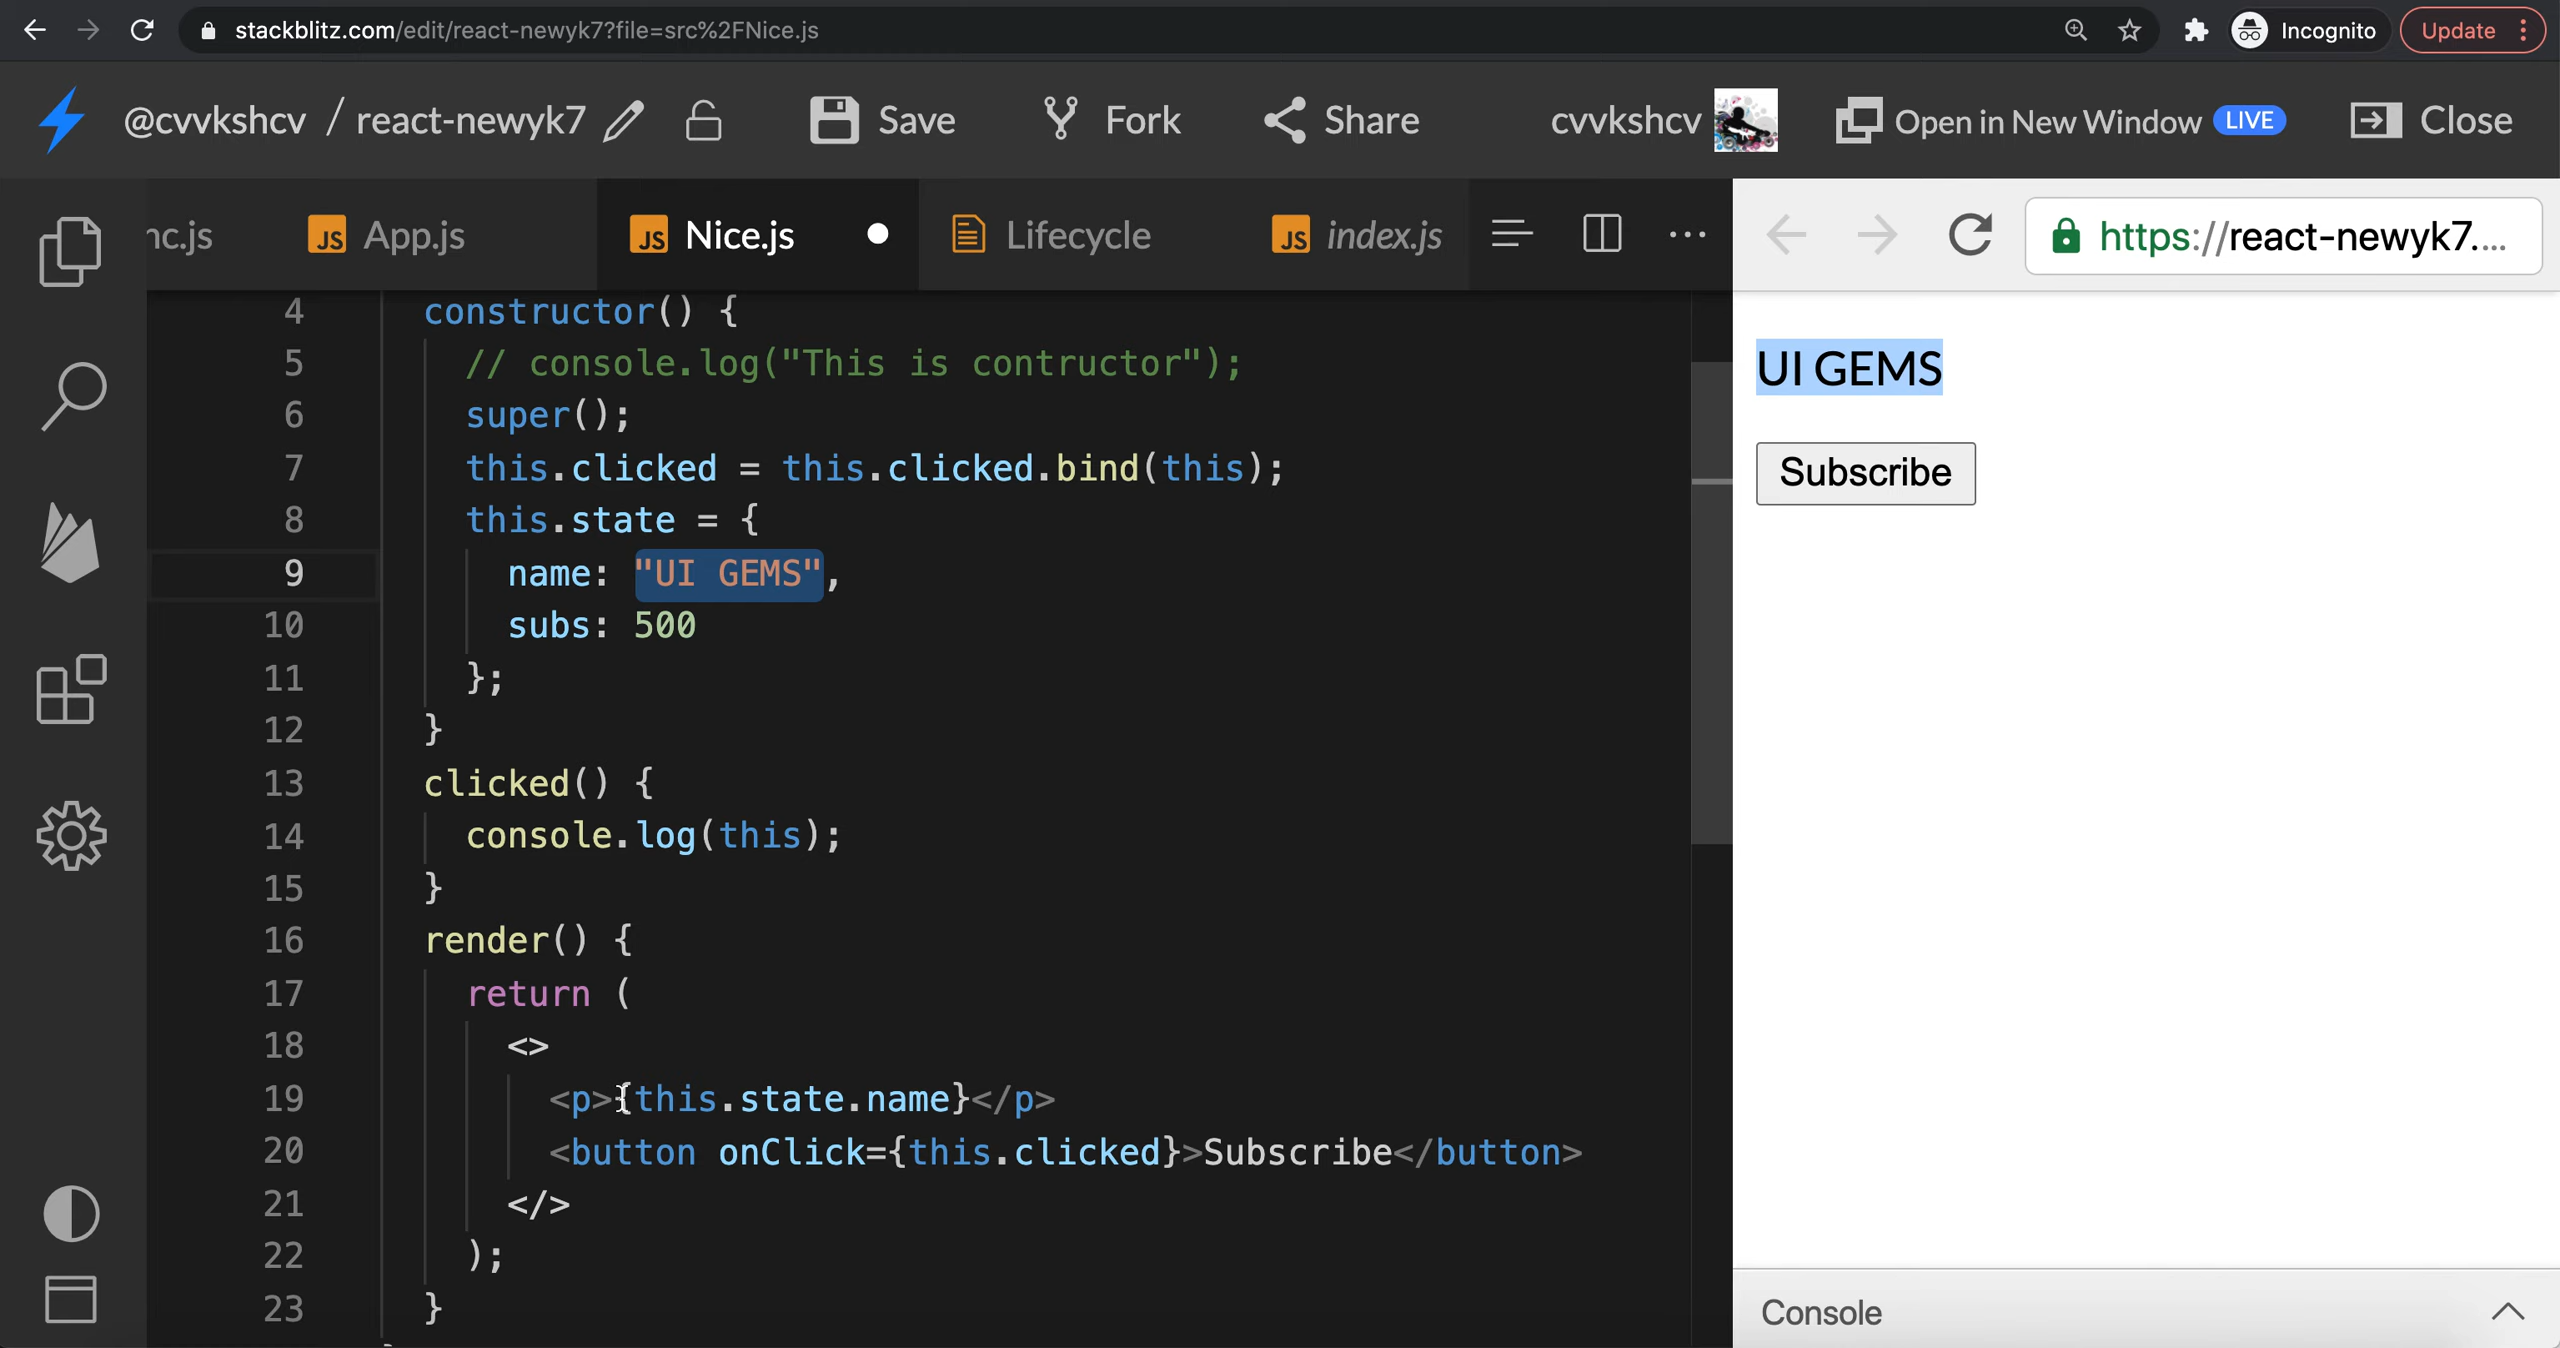 stackblitz.com/edit/react-newyk7?file=src%2FNice.js
Incognito
Update
@cvvkshcv / react-newyk7
Save
Fork
Share
cvvkshcv
Open in New Window LIVE
Close
nc.js
JS App.js
JS Nice.js
Lifecycle
JS index.js
https://react-newyk7....
4 constructor() {
5 // console.log("This is contructor");
6 super();
7 this.clicked = this.clicked.bind(this);
8 this.state = {
9 name: "UI GEMS",
10 subs: 500
11 };
12 }
13 clicked() {
14 console.log(this);
15 }
16 render() {
17 return (
18 <>
19 <p>{this.state.name}</p>
20 <button onClick={this.clicked}>Subscribe</button>
21 </>
22 );
23 }
UI GEMS
Subscribe
Console